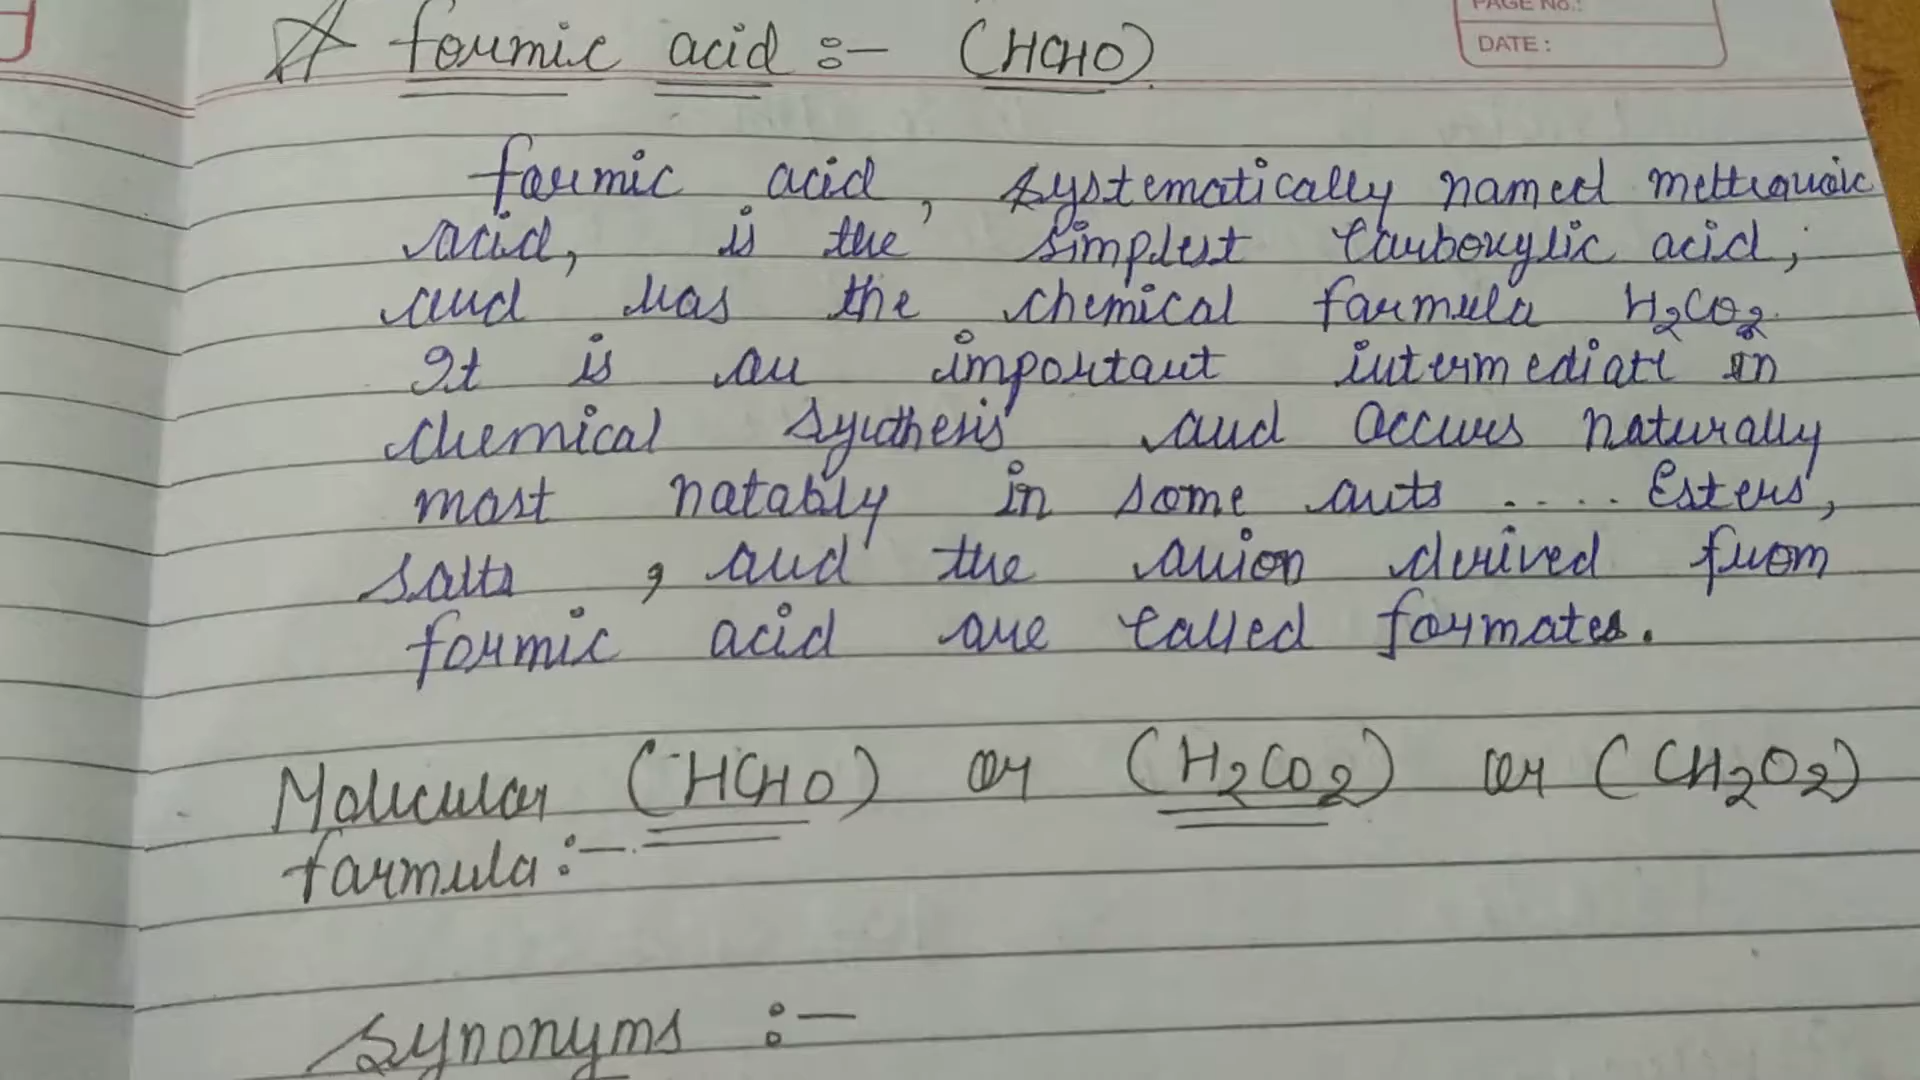 PAGE No.:
DATE:
formic acid :- (HCHO)
formic acid, systematically named methanoic
acid, is the simplest carboxylic acid,
and has the chemical formula H₂CO₂.
It is an important intermediate in
chemical synthesis and occurs naturally
most notably in some ants .... Esters,
salts, and the anion derived from
formic acid are called formates.
Molecular (HCHO) or (H₂CO₂) or (CH₂O₂)
formula :-
Synonyms :-